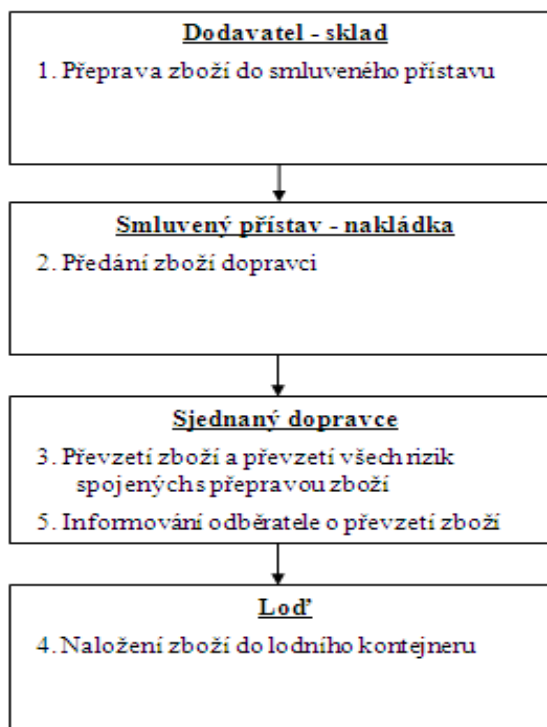 Dodavatel - sklad
1. Přeprava zboží do smluveného přístavu
Smluvený přístav - nakládka
2. Předání zboží dopravci
Sjednaný dopravce
3. Převzetí zboží a převzetí všech rizik
spojených s přepravou zboží
5. Informování odběratele o převzetí zboží
Loď
4. Naložení zboží do lodního kontejneru